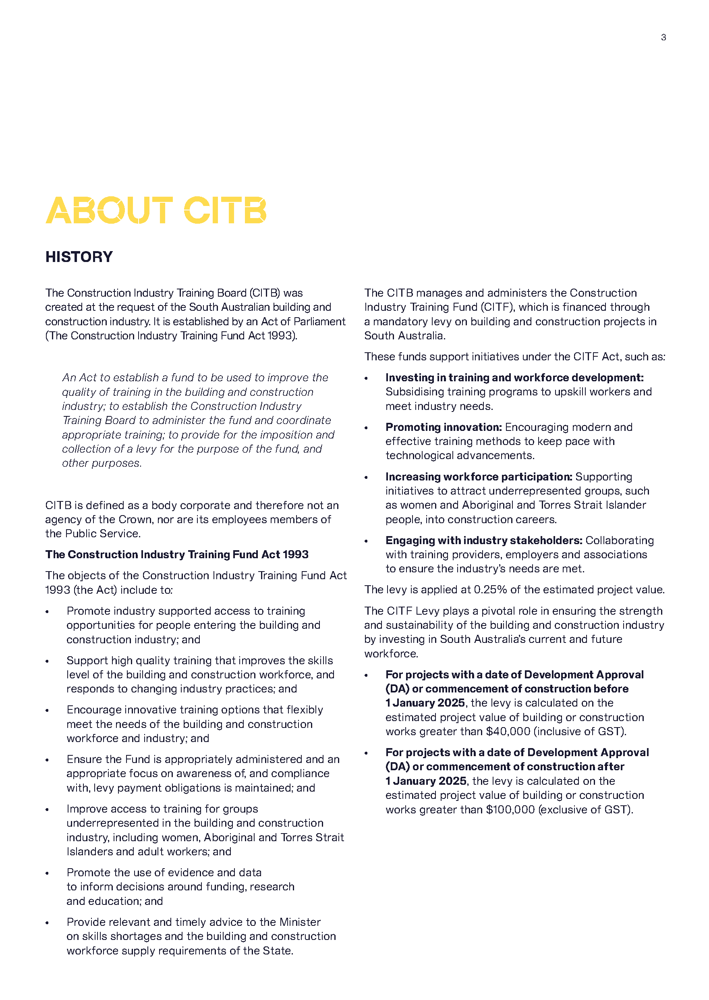 3
ABOUT CITB
HISTORY
The Construction Industry Training Board (CITB) was
created at the request of the South Australian building and
construction industry. It is established by an Act of Parliament
(The Construction Industry Training Fund Act 1993).
An Act to establish a fund to be used to improve the
quality of training in the building and construction
industry; to establish the Construction Industry
Training Board to administer the fund and coordinate
appropriate training; to provide for the imposition and
collection of a levy for the purpose of the fund, and
other purposes.
CITB is defined as a body corporate and therefore not an
agency of the Crown, nor are its employees members of
the Public Service.
The Construction Industry Training Fund Act 1993
The objects of the Construction Industry Training Fund Act
1993 (the Act) include to:
• Promote industry supported access to training
opportunities for people entering the building and
construction industry; and
• Support high quality training that improves the skills
level of the building and construction workforce, and
responds to changing industry practices; and
• Encourage innovative training options that flexibly
meet the needs of the building and construction
workforce and industry; and
• Ensure the Fund is appropriately administered and an
appropriate focus on awareness of, and compliance
with, levy payment obligations is maintained; and
• Improve access to training for groups
underrepresented in the building and construction
industry, including women, Aboriginal and Torres Strait
Islanders and adult workers; and
• Promote the use of evidence and data
to inform decisions around funding, research
and education; and
• Provide relevant and timely advice to the Minister
on skills shortages and the building and construction
workforce supply requirements of the State.
The CITB manages and administers the Construction
Industry Training Fund (CITF), which is financed through
a mandatory levy on building and construction projects in
South Australia.
These funds support initiatives under the CITF Act, such as:
• Investing in training and workforce development:
Subsidising training programs to upskill workers and
meet industry needs.
• Promoting innovation: Encouraging modern and
effective training methods to keep pace with
technological advancements.
• Increasing workforce participation: Supporting
initiatives to attract underrepresented groups, such
as women and Aboriginal and Torres Strait Islander
people, into construction careers.
• Engaging with industry stakeholders: Collaborating
with training providers, employers and associations
to ensure the industry’s needs are met.
The levy is applied at 0.25% of the estimated project value.
The CITF Levy plays a pivotal role in ensuring the strength
and sustainability of the building and construction industry
by investing in South Australia’s current and future
workforce.
• For projects with a date of Development Approval
(DA) or commencement of construction before
1 January 2025, the levy is calculated on the
estimated project value of building or construction
works greater than $40,000 (inclusive of GST).
• For projects with a date of Development Approval
(DA) or commencement of construction after
1 January 2025, the levy is calculated on the
estimated project value of building or construction
works greater than $100,000 (exclusive of GST).